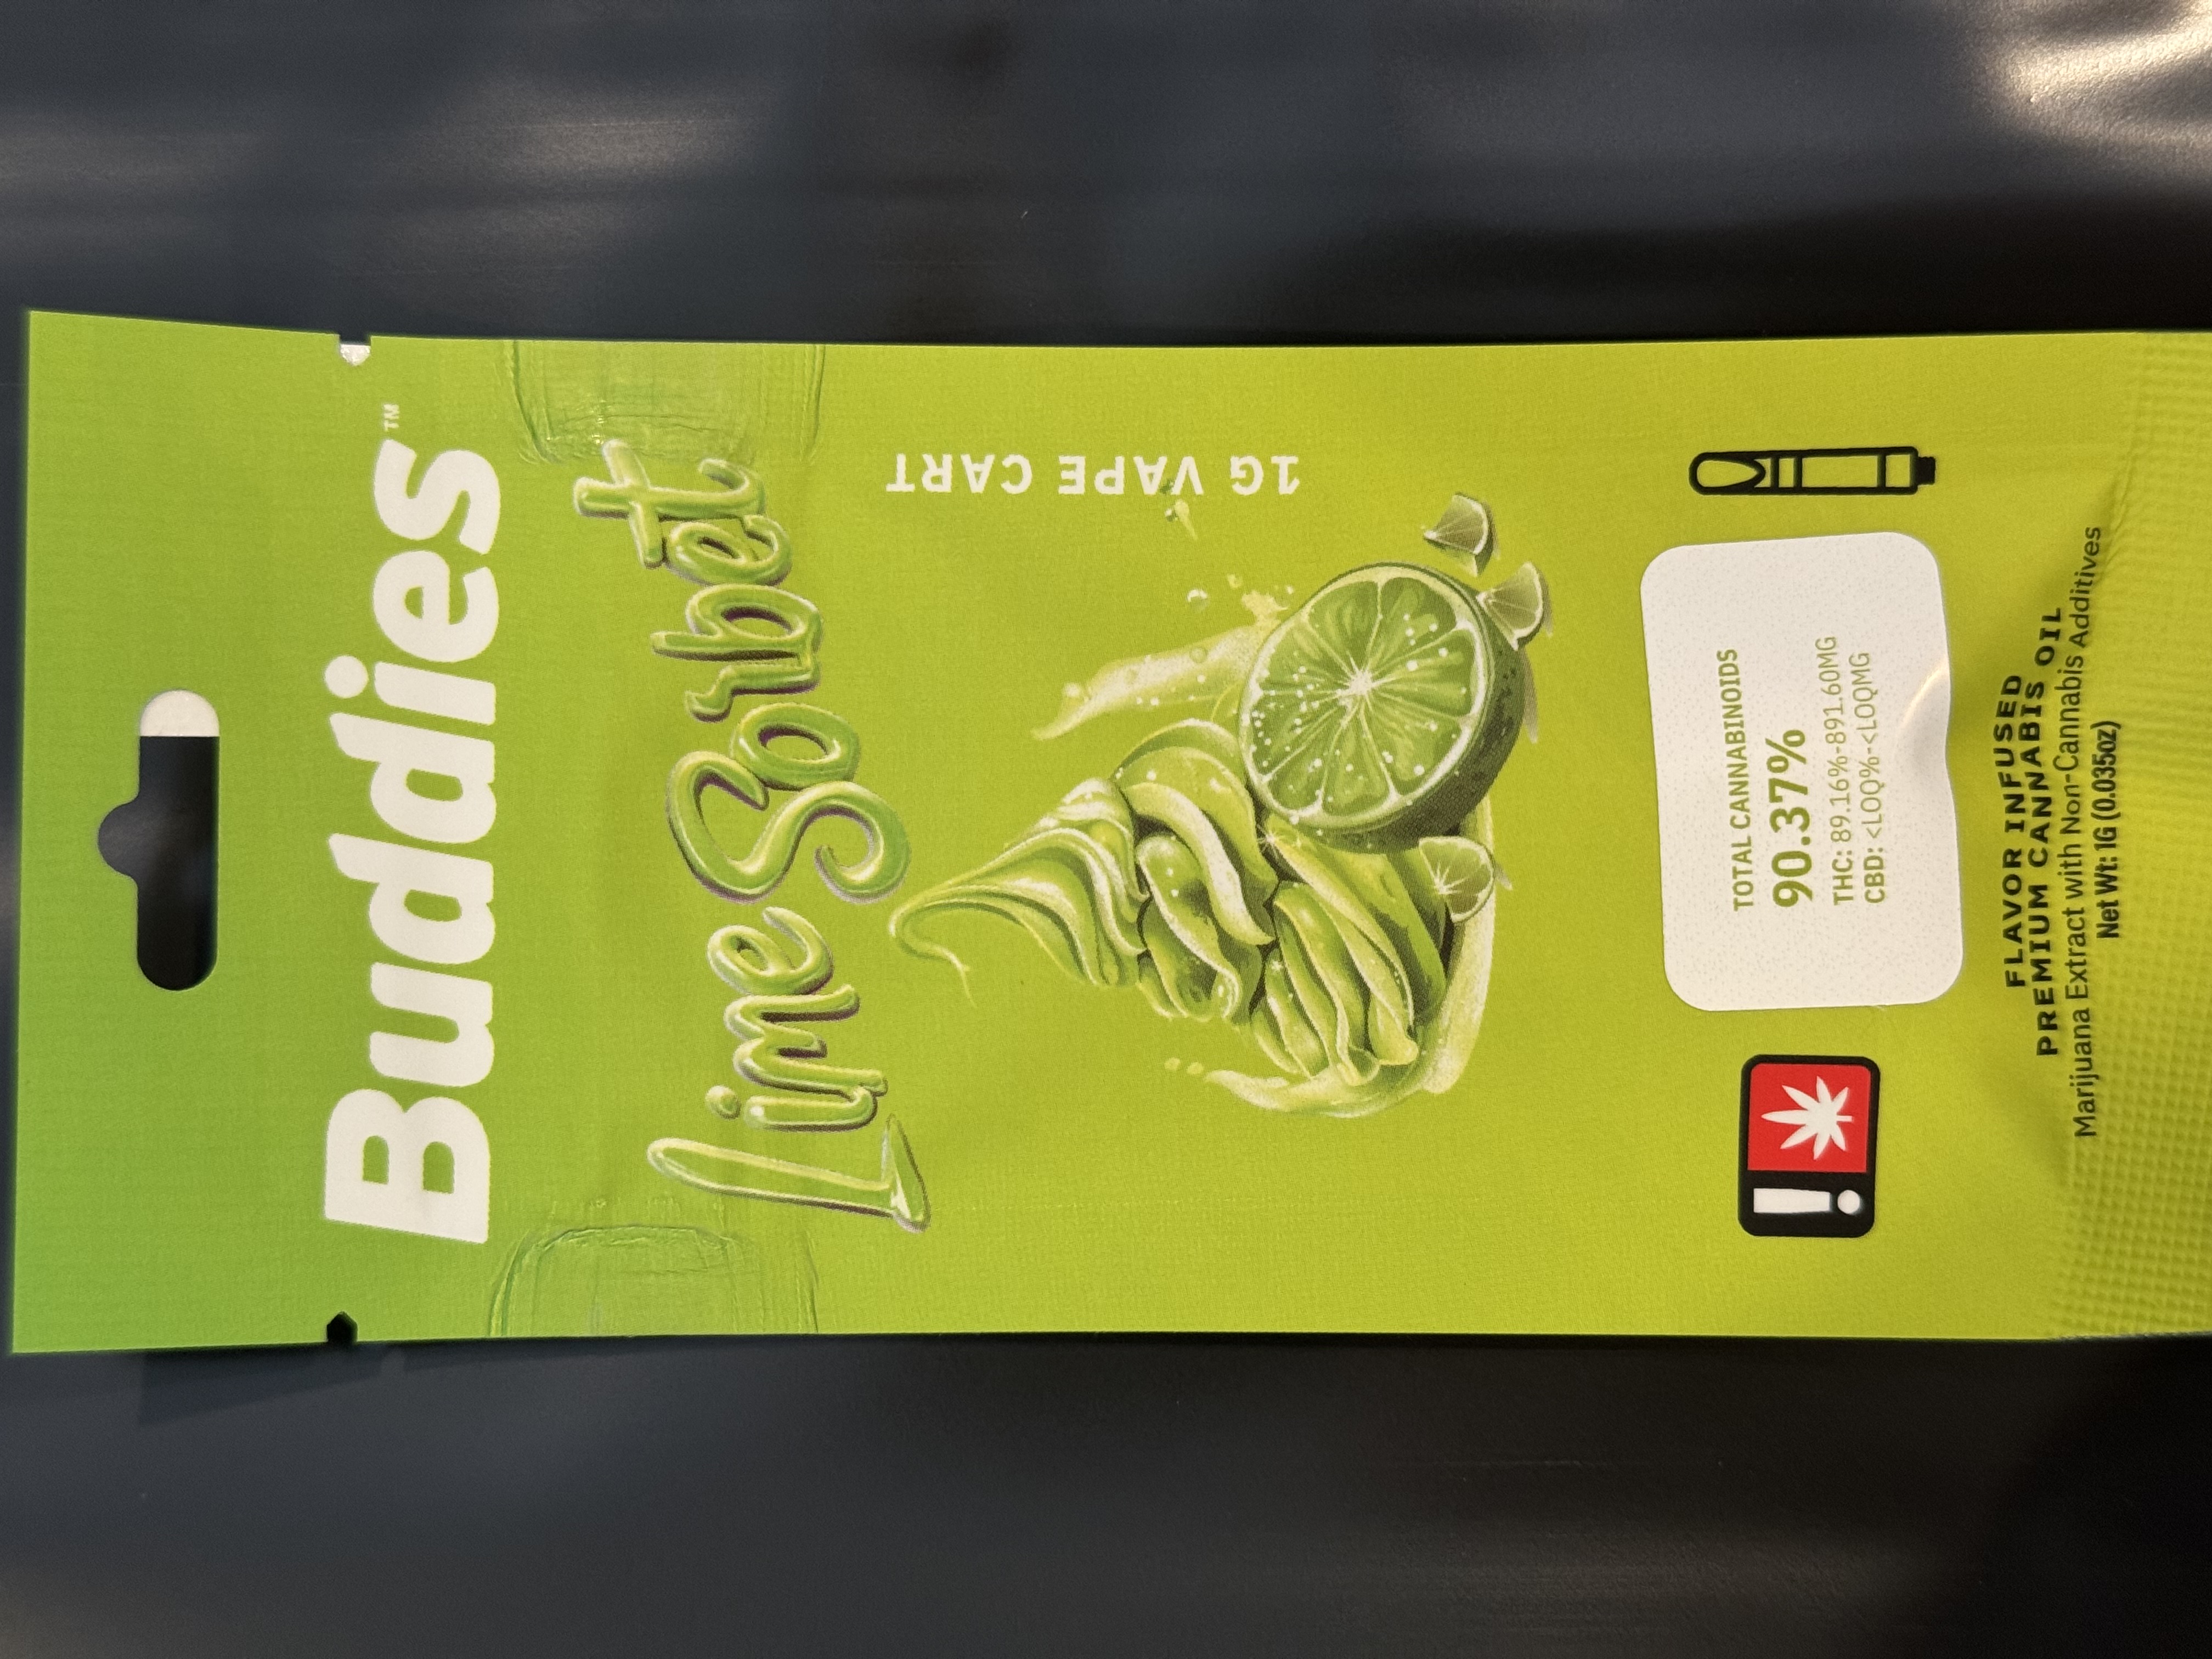 Buddies™
Lime Sorbet
1G VAPE CART
TOTAL CANNABINOIDS
90.37%
THC: 89.16%-891.60MG
CBD: <LOQ%-<LOQMG
!
FLAVOR INFUSED
PREMIUM CANNABIS OIL
Marijuana Extract with Non-Cannabis Additives
Net Wt: 1G (0.035oz)